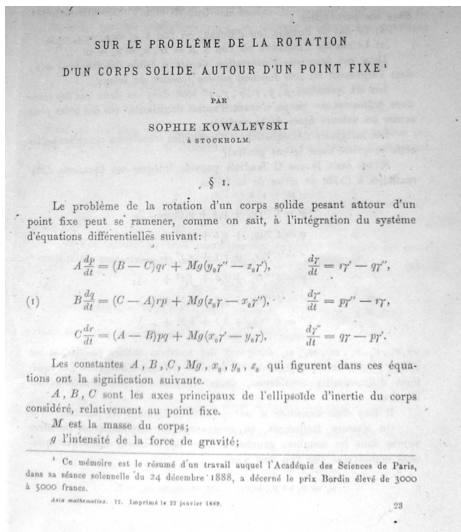 SUR LE PROBLÈME DE LA ROTATION
D'UN CORPS SOLIDE AUTOUR D'UN POINT FIXE¹
PAR
SOPHIE KOWALEVSKI
À STOCKHOLM.
§ 1.
Le problème de la rotation d'un corps solide pesant autour d'un
point fixe peut se ramener, comme on sait, à l'intégration du système
d'équations différentielles suivant:
A dp/dt = (B — C)qr + Mg(y₀γ'' — z₀γ'), dγ/dt = rγ' — qγ'',
(1) B dq/dt = (C — A)rp + Mg(z₀γ — x₀γ''), dγ'/dt = pγ'' — rγ,
C dr/dt = (A — B)pq + Mg(x₀γ' — y₀γ), dγ''/dt = qγ — pγ'.
Les constantes A, B, C, Mg, x₀, y₀, z₀ qui figurent dans ces équa-
tions ont la signification suivante.
A, B, C sont les axes principaux de l'ellipsoïde d'inertie du corps
considéré, relativement au point fixe.
M est la masse du corps;
g l'intensité de la force de gravité;
¹ Ce mémoire est le résumé d'un travail auquel l'Académie des Sciences de Paris,
dans sa séance solennelle du 24 décembre 1888, a décerné le prix Bordin élevé de 3000
à 5000 francs.
Acta mathematica. 12. Imprimé le 22 janvier 1889.
23